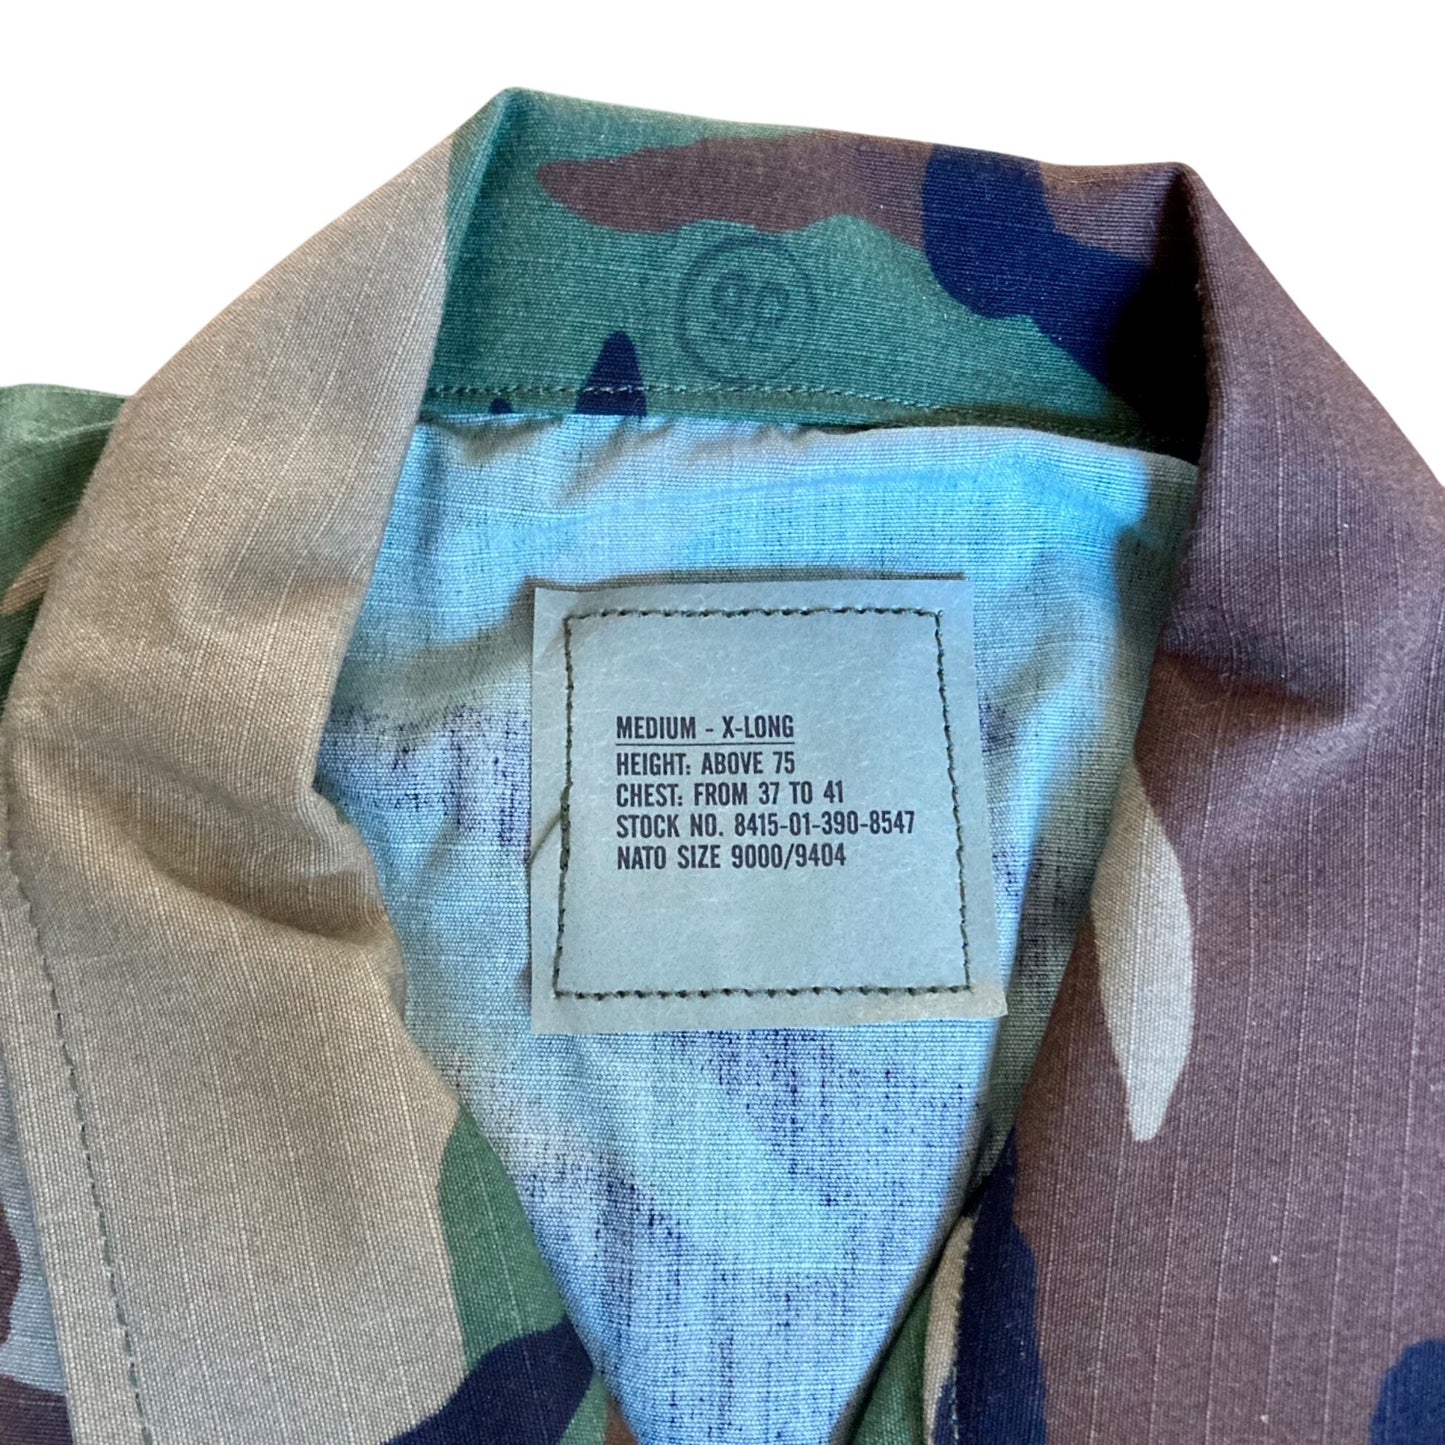 MEDIUM - X-LONG
HEIGHT: ABOVE 75
CHEST: FROM 37 TO 41
STOCK NO. 8415-01-390-8547
NATO SIZE 9000/9404